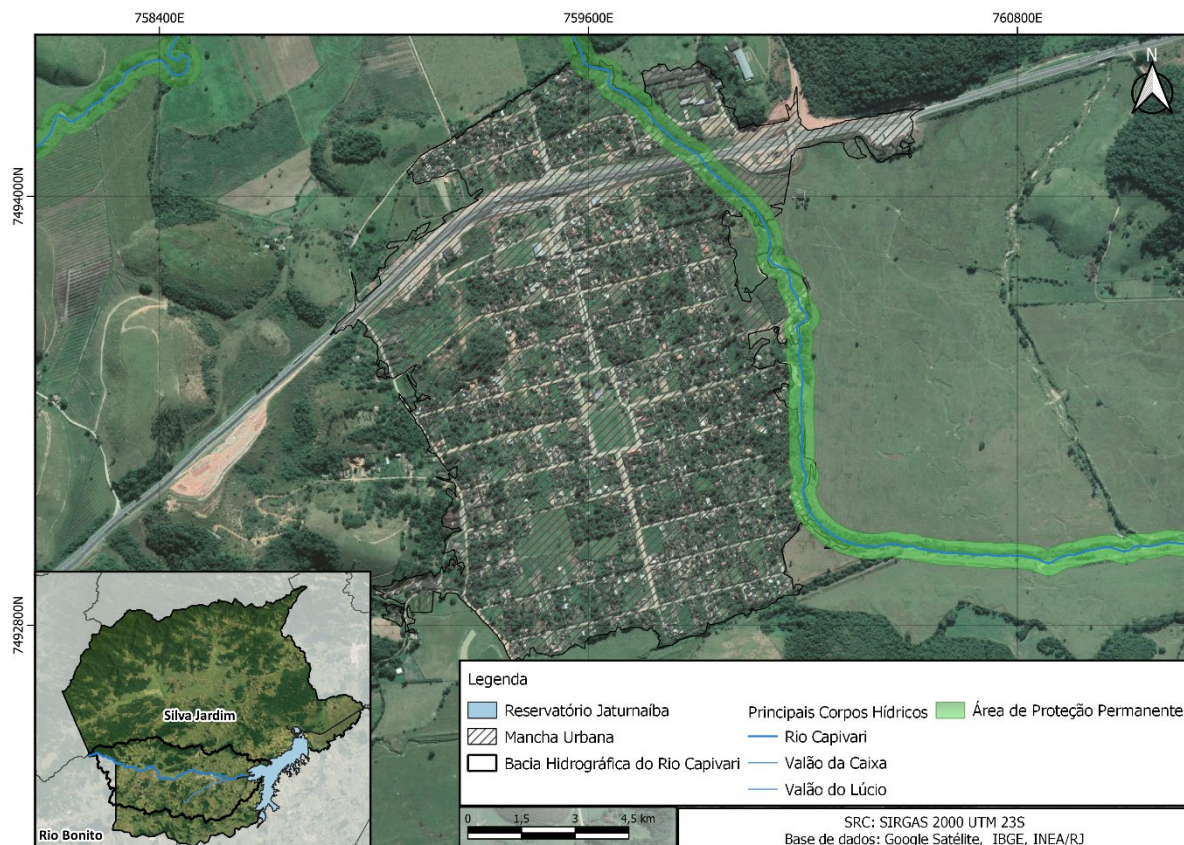 758400E
759600E
760800E
N
7494000N
7492800N
Silva Jardim
Rio Bonito
Legenda
Reservatório Jaturnaíba
Mancha Urbana
Bacia Hidrográfica do Rio Capivari
Principais Corpos Hídricos
Rio Capivari
Valão da Caixa
Valão do Lúcio
Área de Proteção Permanente
0 1,5 3 4,5 km
SRC: SIRGAS 2000 UTM 23S
Base de dados: Google Satélite, IBGE, INEA/RJ